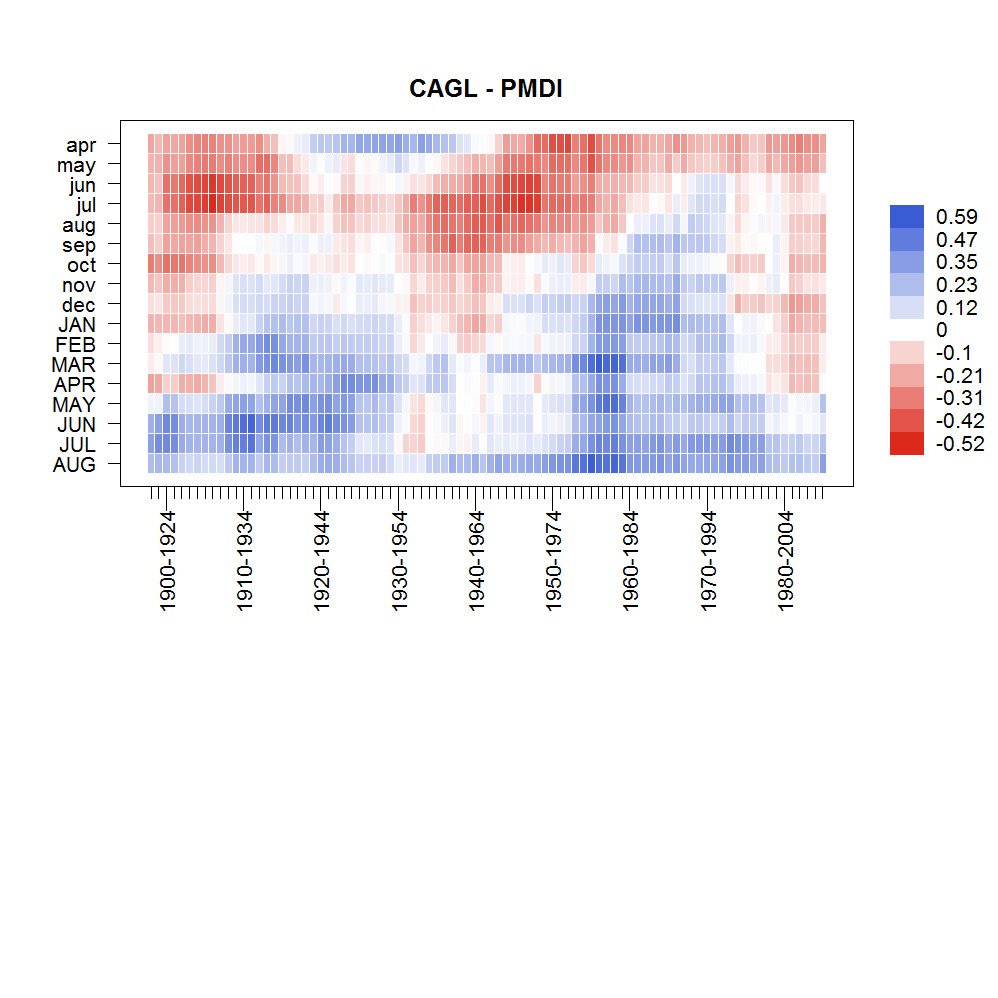 CAGL - PMDI
apr
may
jun
jul
aug
sep
oct
nov
dec
JAN
FEB
MAR
APR
MAY
JUN
JUL
AUG
0.59
0.47
0.35
0.23
0.12
0
-0.1
-0.21
-0.31
-0.42
-0.52
1900-1924
1910-1934
1920-1944
1930-1954
1940-1964
1950-1974
1960-1984
1970-1994
1980-2004